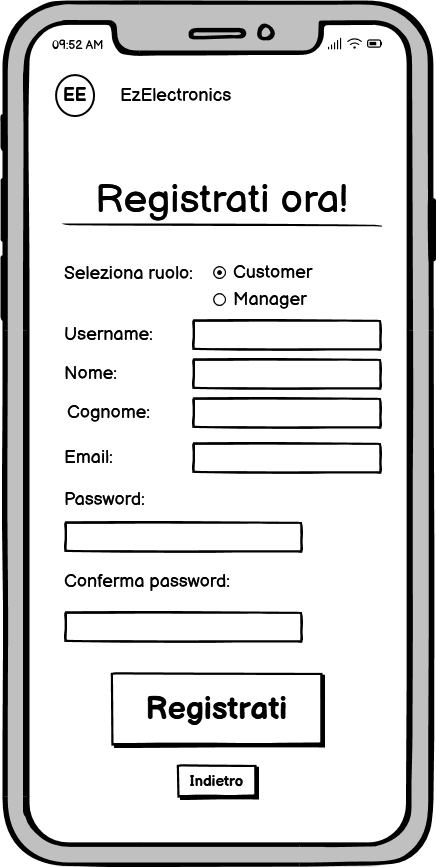 09:52 AM
EE EzElectronics
Registrati ora!
Seleziona ruolo: Customer
Manager
Username:
Nome:
Cognome:
Email:
Password:
Conferma password:
Registrati
Indietro